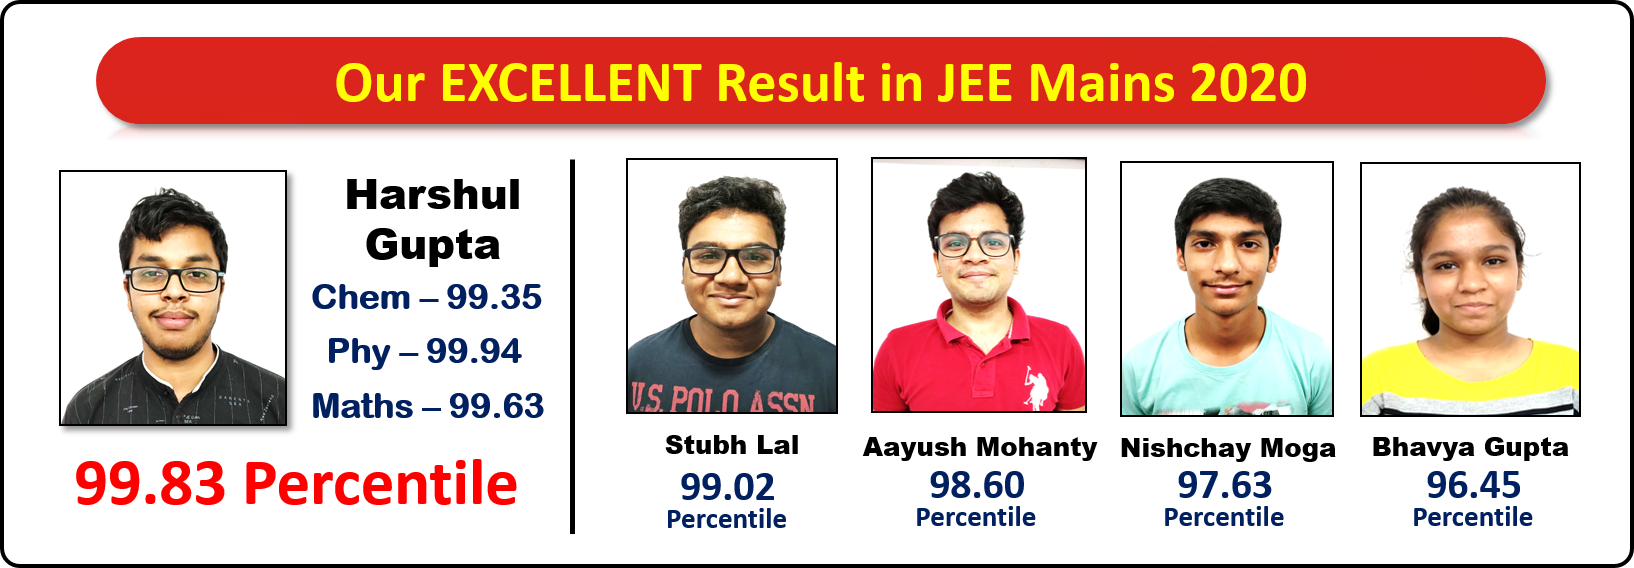 Our EXCELLENT Result in JEE Mains 2020
Harshul
Gupta
Chem – 99.35
Phy – 99.94
Maths – 99.63
99.83 Percentile
U.S. POLO ASSN
Stubh Lal
99.02
Percentile
Aayush Mohanty
98.60
Percentile
Nishchay Moga
97.63
Percentile
Bhavya Gupta
96.45
Percentile